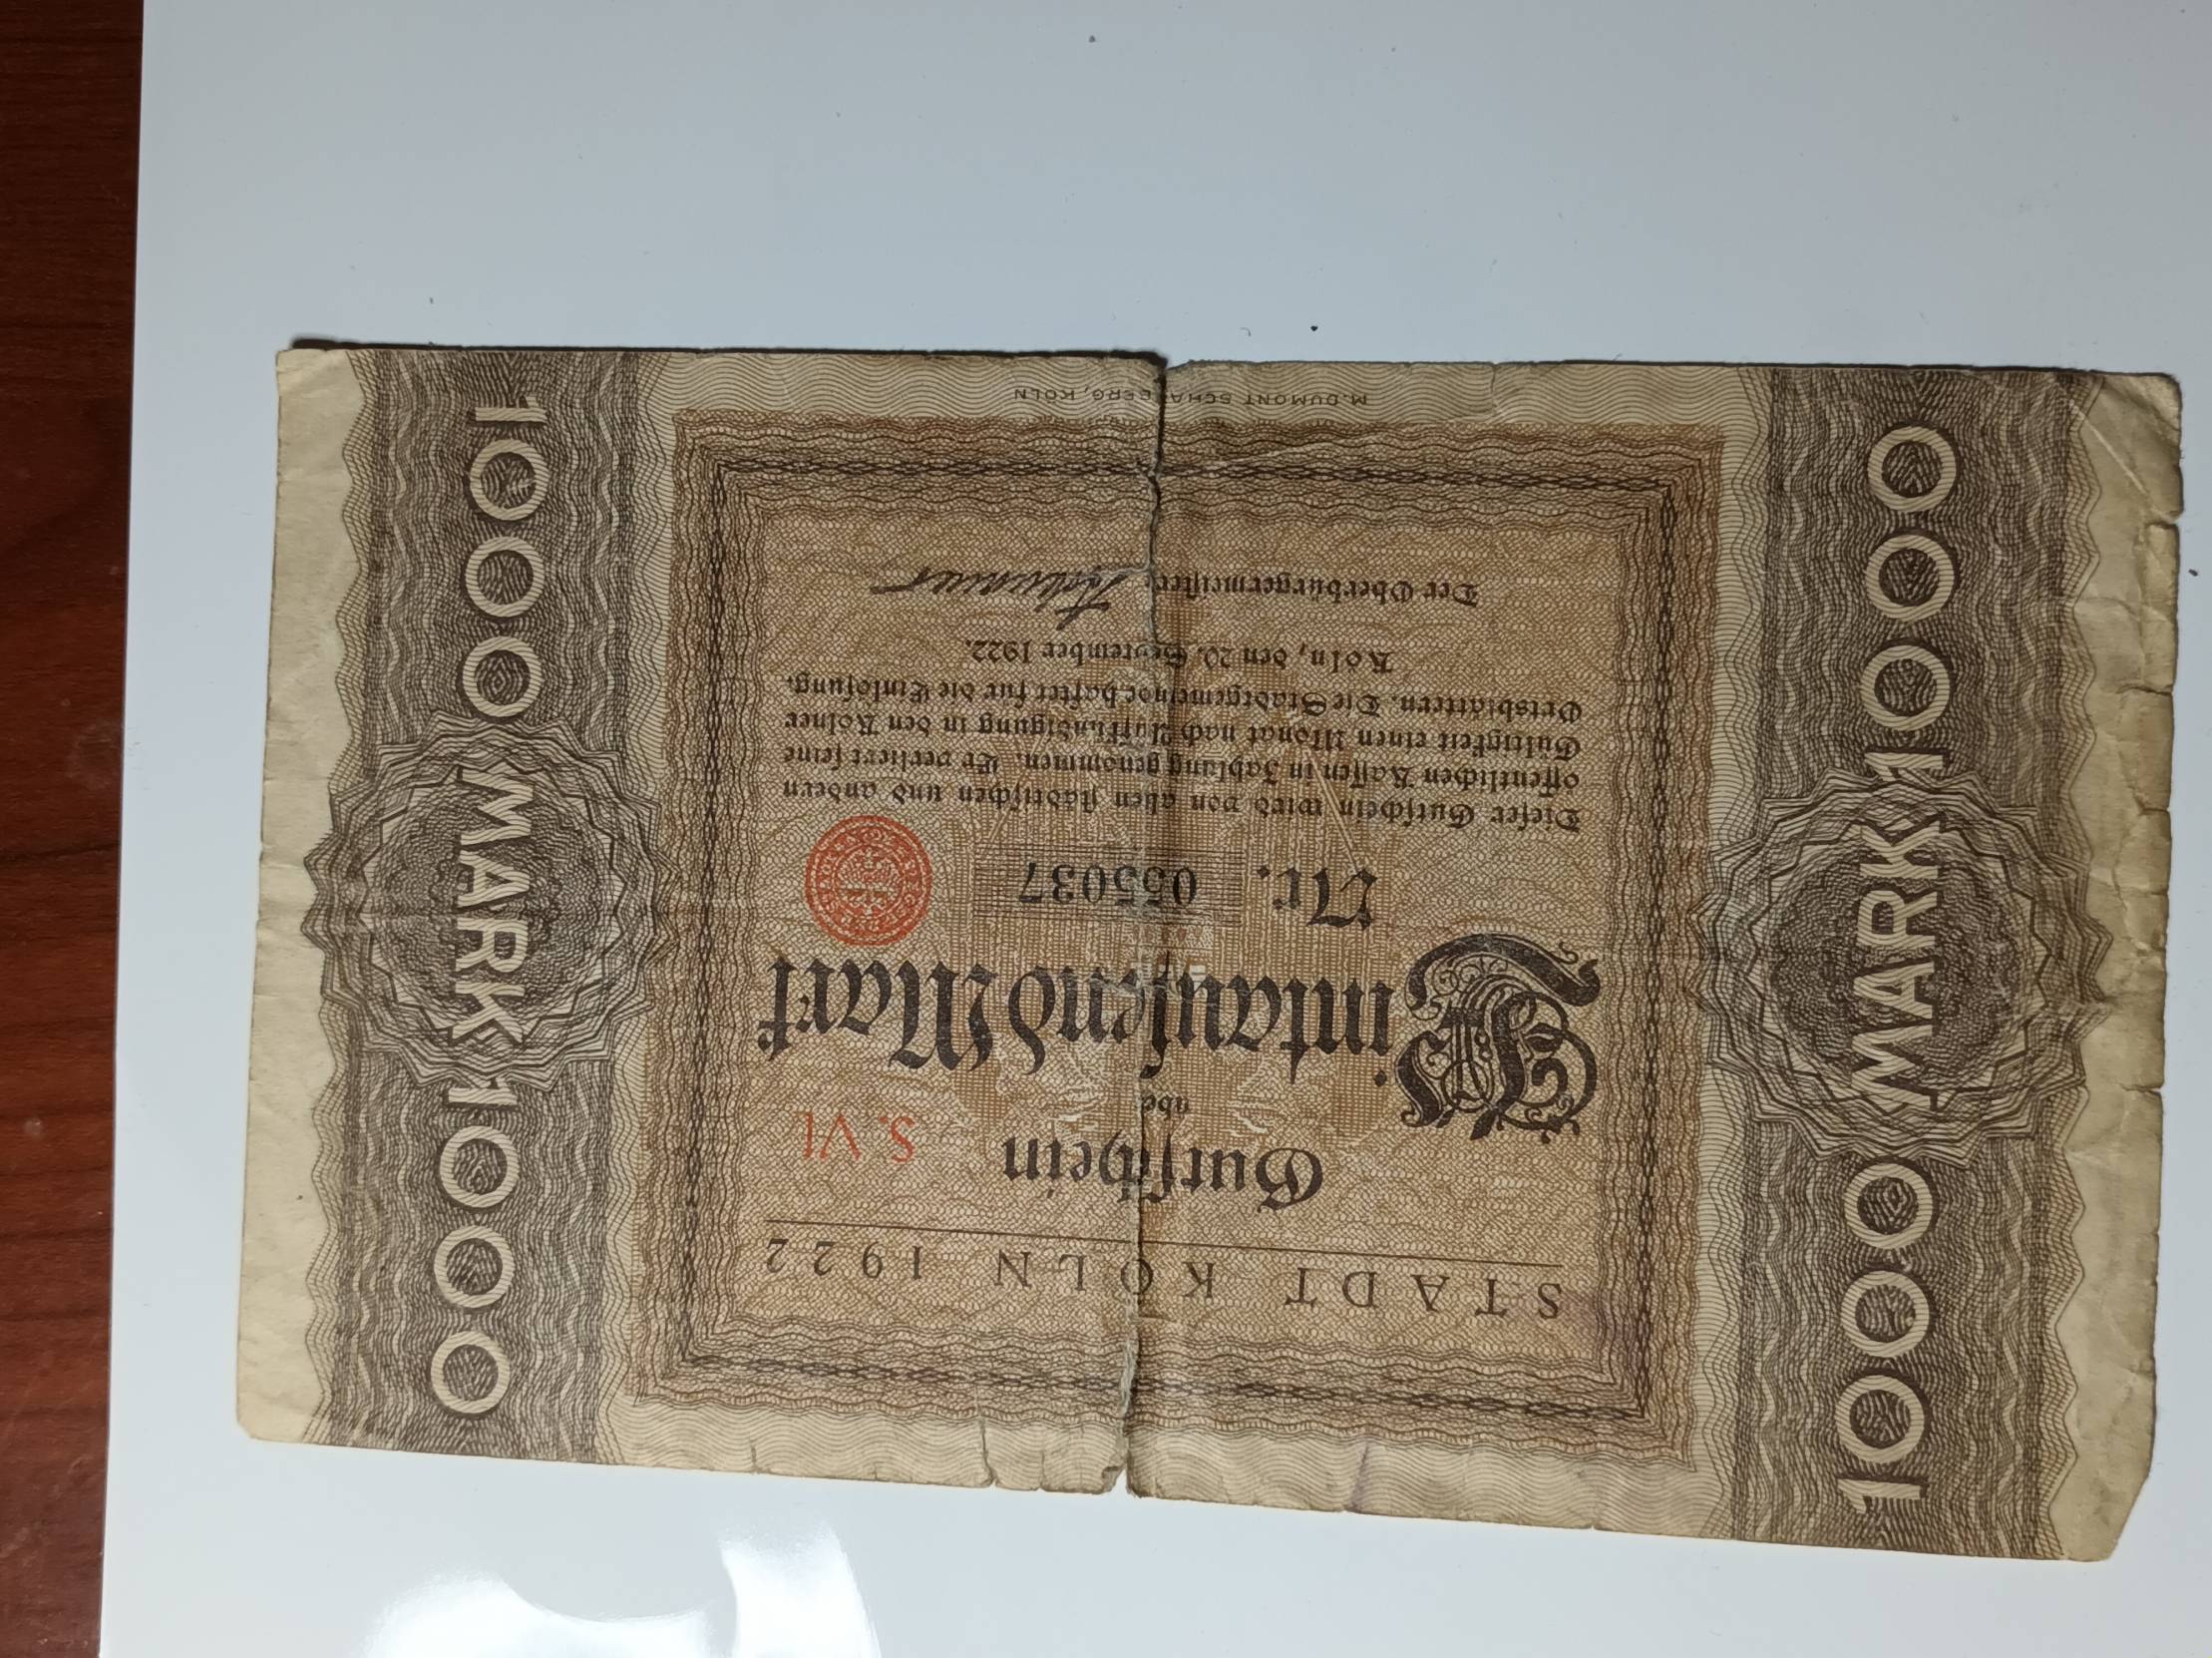 STADT KÖLN 1922
Gutschein
S. VI
über
Eintausend Mark
Nr. 055037
Dieser Gutschein wird von allen städtischen und andern
öffentlichen Kassen in Zahlung genommen. Er verliert seine
Gültigkeit einen Monat nach Aufkündigung in den Kölner
Ortsblättern. Die Stadtgemeinde haftet für die Einlösung.
Köln, den 20. September 1922.
Der Oberbürgermeister
M. DUMONT SCHAUBERG, KÖLN
1000 MARK 1000
1000 MARK 1000